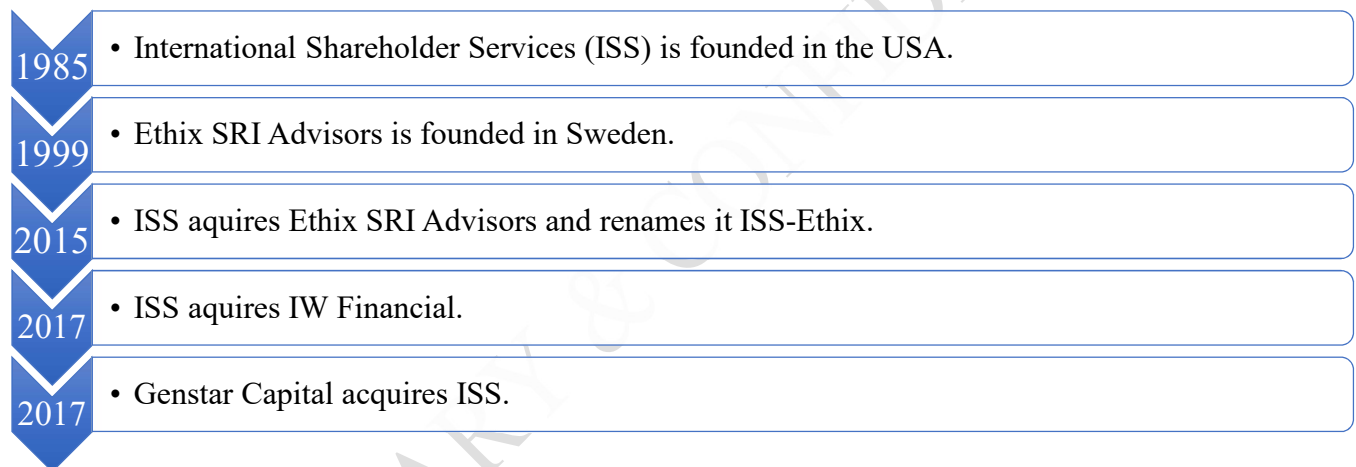 1985
• International Shareholder Services (ISS) is founded in the USA.
1999
• Ethix SRI Advisors is founded in Sweden.
2015
• ISS aquires Ethix SRI Advisors and renames it ISS-Ethix.
2017
• ISS aquires IW Financial.
2017
• Genstar Capital acquires ISS.